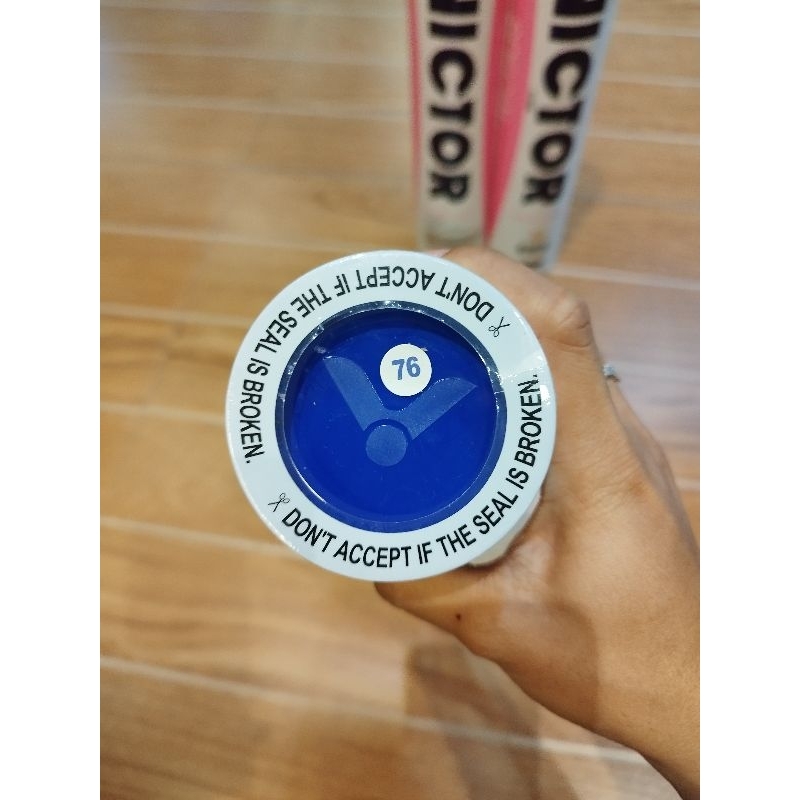 VICTOR
VICTOR
DON'T ACCEPT IF THE SEAL IS BROKEN.
76
DON'T ACCEPT IF THE SEAL IS BROKEN.